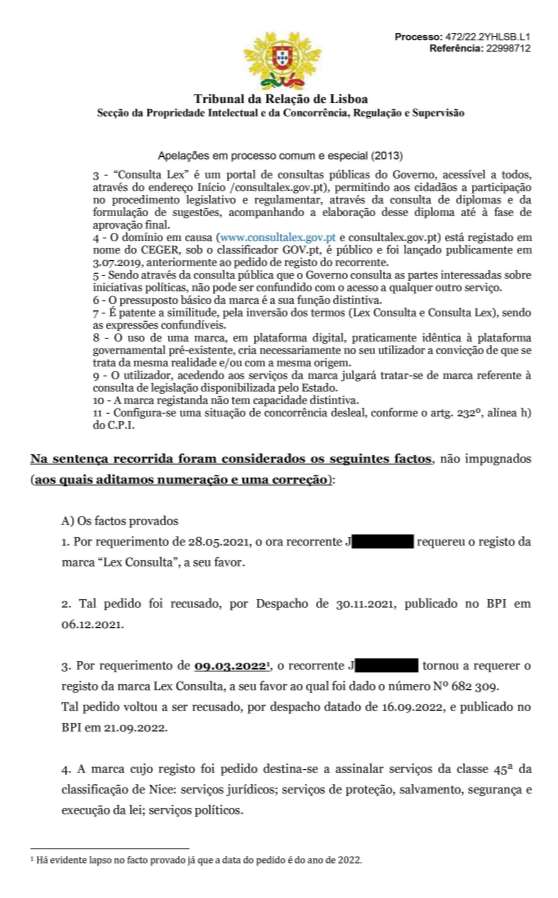 Processo: 472/22.2YHLSB.L1
Referência: 22998712
Tribunal da Relação de Lisboa
Secção da Propriedade Intelectual e da Concorrência, Regulação e Supervisão
Apelações em processo comum e especial (2013)
3 - “Consulta Lex” é um portal de consultas públicas do Governo, acessível a todos,
através do endereço Início /consultalex.gov.pt), permitindo aos cidadãos a participação
no procedimento legislativo e regulamentar, através da consulta de diplomas e da
formulação de sugestões, acompanhando a elaboração desse diploma até à fase de
aprovação final.
4 - O domínio em causa (www.consultalex.gov.pt e consultalex.gov.pt) está registado em
nome do CEGER, sob o classificador GOV.pt, é público e foi lançado publicamente em
3.07.2019, anteriormente ao pedido de registo do recorrente.
5 - Sendo através da consulta pública que o Governo consulta as partes interessadas sobre
iniciativas políticas, não pode ser confundido com o acesso a qualquer outro serviço.
6 - O pressuposto básico da marca é a sua função distintiva.
7 - É patente a similitude, pela inversão dos termos (Lex Consulta e Consulta Lex), sendo
as expressões confundíveis.
8 - O uso de uma marca, em plataforma digital, praticamente idêntica à plataforma
governamental pré-existente, cria necessariamente no seu utilizador a convicção de que se
trata da mesma realidade e/ou com a mesma origem.
9 - O utilizador, acedendo aos serviços da marca julgará tratar-se de marca referente à
consulta de legislação disponibilizada pelo Estado.
10 - A marca registanda não tem capacidade distintiva.
11 - Configura-se uma situação de concorrência desleal, conforme o artg. 232º, alínea h)
do C.P.I.
Na sentença recorrida foram considerados os seguintes factos, não impugnados
(aos quais aditamos numeração e uma correção):
A) Os factos provados
1. Por requerimento de 28.05.2021, o ora recorrente J requereu o registo da
marca “Lex Consulta”, a seu favor.
2. Tal pedido foi recusado, por Despacho de 30.11.2021, publicado no BPI em
06.12.2021.
3. Por requerimento de 09.03.2022¹, o recorrente J tornou a requerer o
registo da marca Lex Consulta, a seu favor ao qual foi dado o número Nº 682 309.
Tal pedido voltou a ser recusado, por despacho datado de 16.09.2022, e publicado no
BPI em 21.09.2022.
4. A marca cujo registo foi pedido destina-se a assinalar serviços da classe 45ª da
classificação de Nice: serviços jurídicos; serviços de proteção, salvamento, segurança e
execução da lei; serviços políticos.
¹ Há evidente lapso no facto provado já que a data do pedido é do ano de 2022.